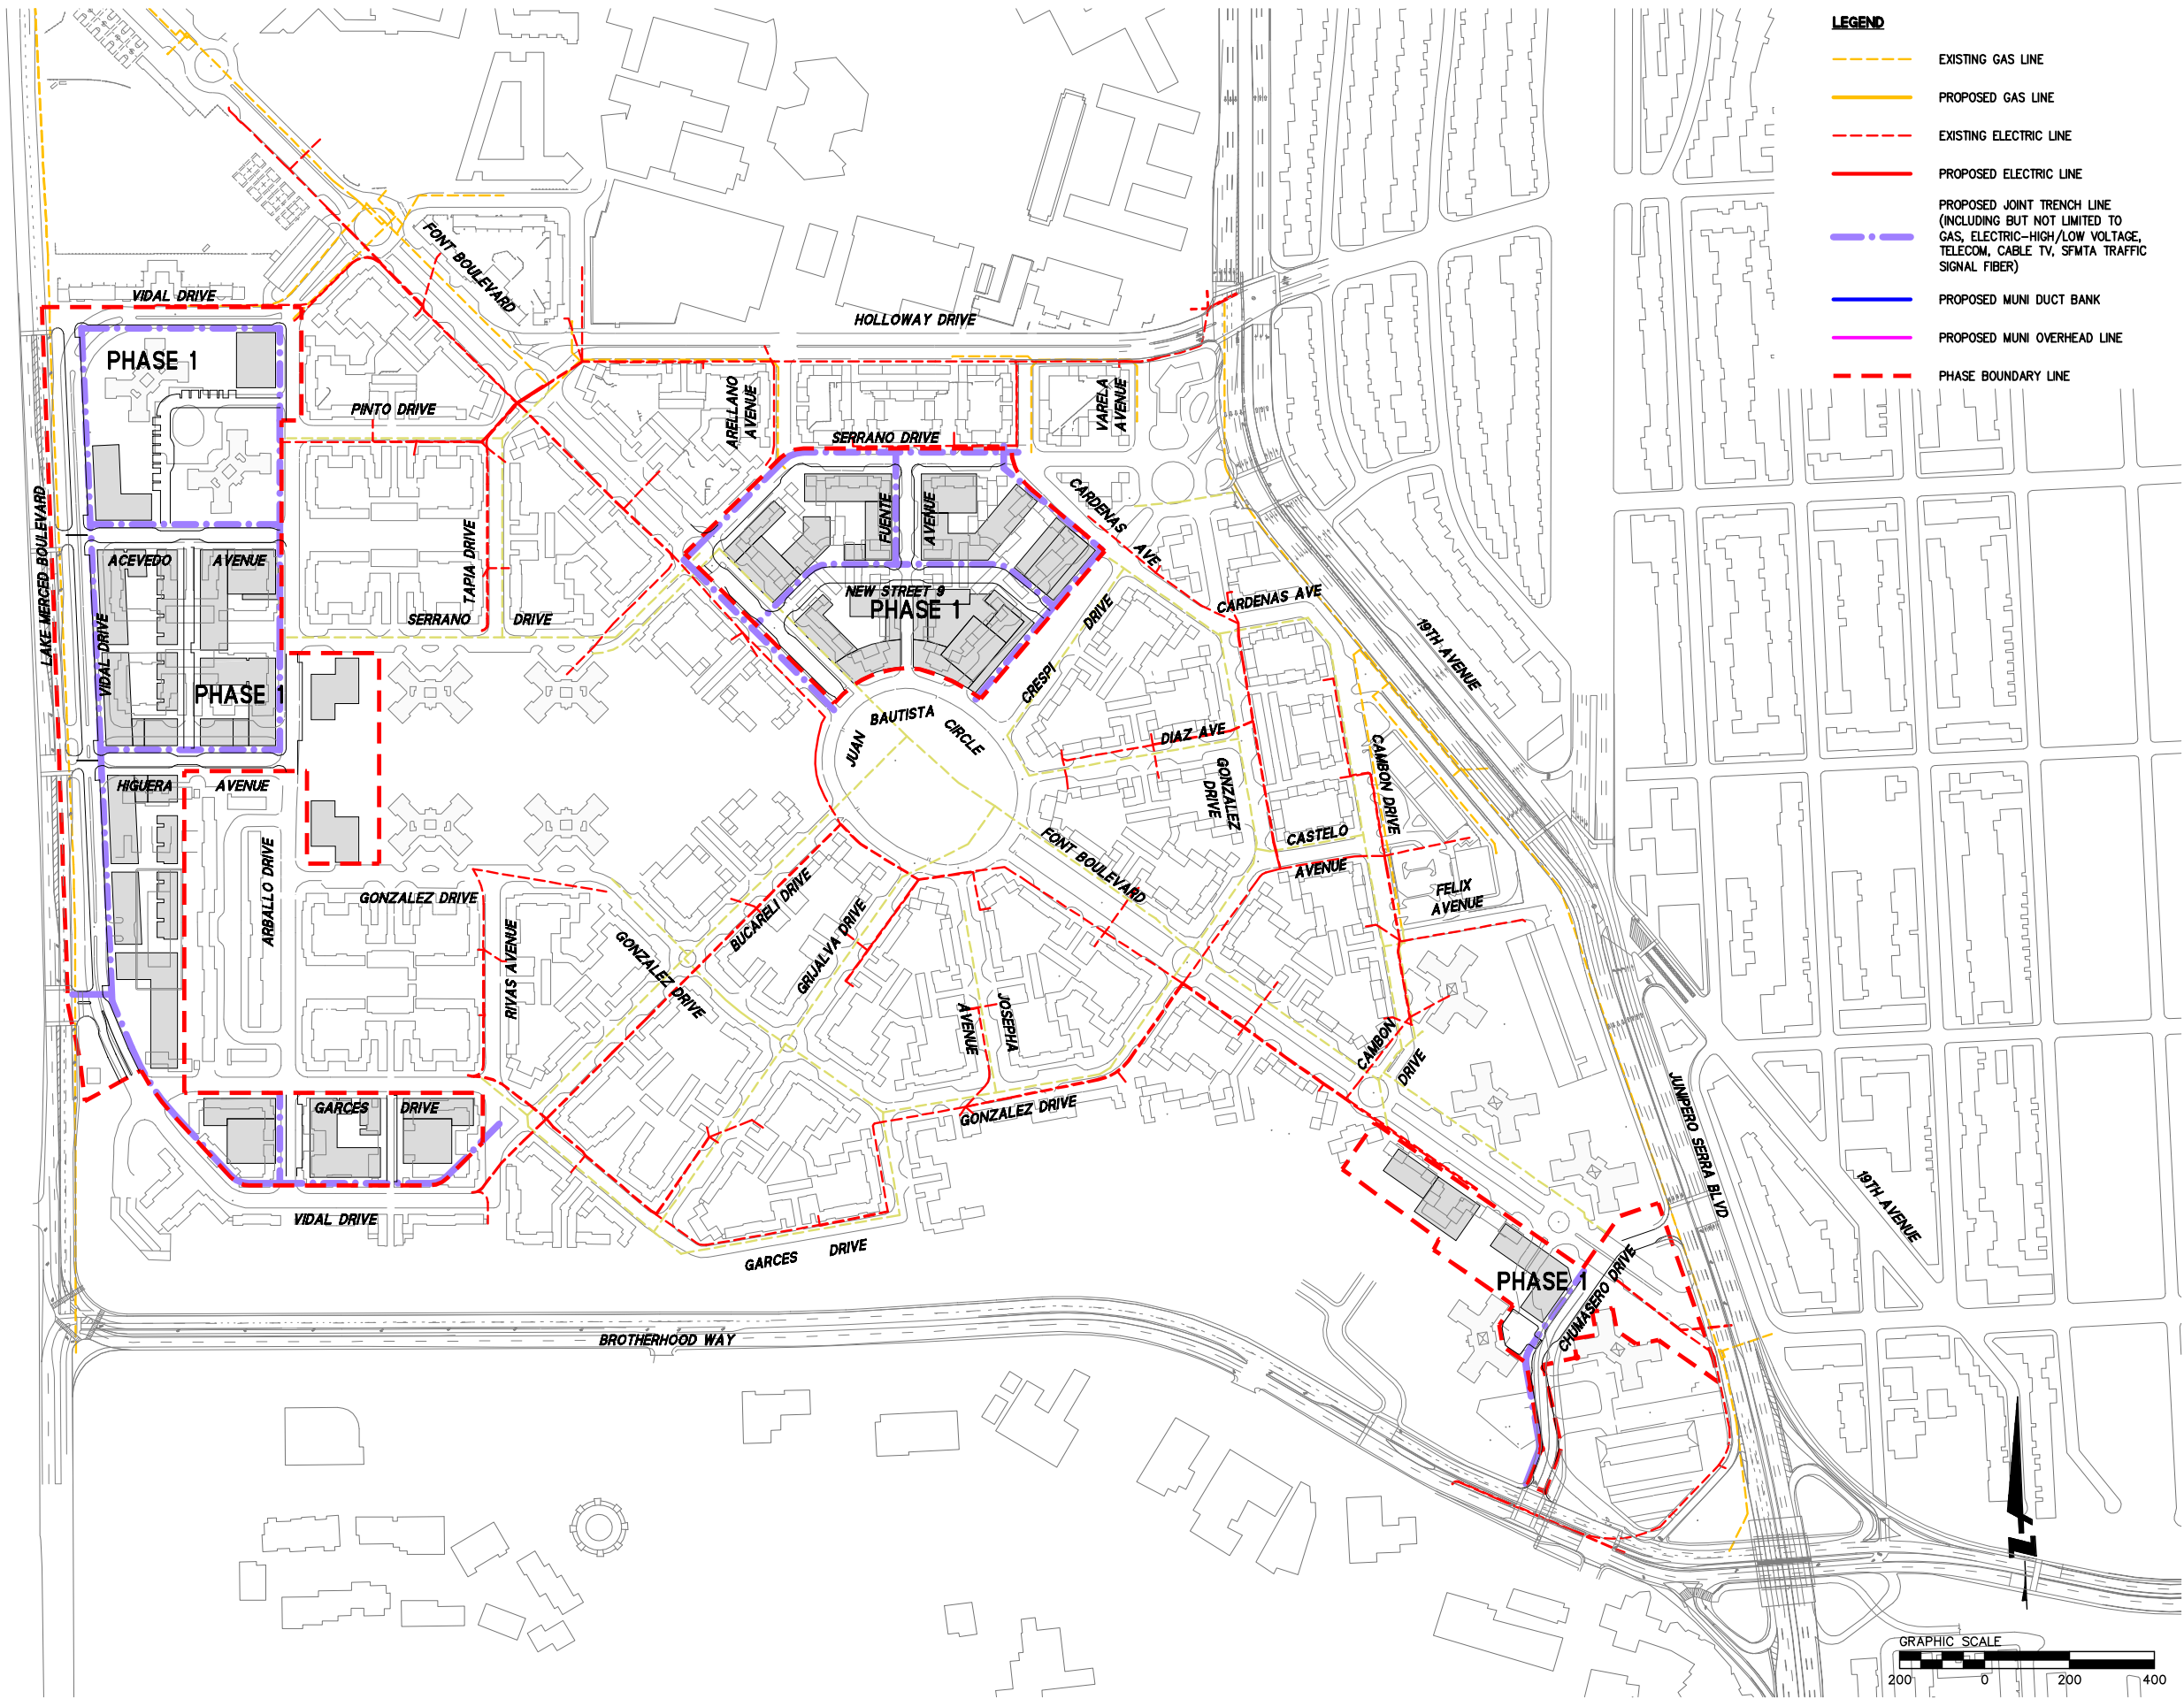 LEGEND
EXISTING GAS LINE
PROPOSED GAS LINE
EXISTING ELECTRIC LINE
PROPOSED ELECTRIC LINE
PROPOSED JOINT TRENCH LINE
(INCLUDING BUT NOT LIMITED TO
GAS, ELECTRIC-HIGH/LOW VOLTAGE,
TELECOM, CABLE TV, SFMTA TRAFFIC
SIGNAL FIBER)
PROPOSED MUNI DUCT BANK
PROPOSED MUNI OVERHEAD LINE
PHASE BOUNDARY LINE
FONT BOULEVARD
VIDAL DRIVE
HOLLOWAY DRIVE
PHASE 1
PINTO DRIVE
ARELLANO
AVENUE
VARELA
AVENUE
SERRANO DRIVE
LAKE MERCED BOULEVARD
FUENTE
AVENUE
CARDENAS
AVE
ACEVEDO
AVENUE
TAPIA DRIVE
NEW STREET 9
PHASE 1
CARDENAS AVE
SERRANO
DRIVE
CRESPI
DRIVE
19TH AVENUE
VIDAL DRIVE
PHASE 1
JUAN
BAUTISTA
CIRCLE
DIAZ AVE
GONZALEZ
DRIVE
CAMBON DRIVE
HIGUERA
AVENUE
ARBALLO DRIVE
CASTELO
AVENUE
FONT BOULEVARD
FELIX
AVENUE
GONZALEZ DRIVE
RIVAS AVENUE
BUCARELI DRIVE
GRIJALVA DRIVE
GONZALEZ DRIVE
AVENUE
JOSEPHA
CAMBON
DRIVE
GONZALEZ DRIVE
GARCES
DRIVE
JUNIPERO SERRA BLVD
19TH AVENUE
VIDAL DRIVE
GARCES
DRIVE
PHASE 1
CHUMASERO DRIVE
BROTHERHOOD WAY
GRAPHIC SCALE
200
0
200
400